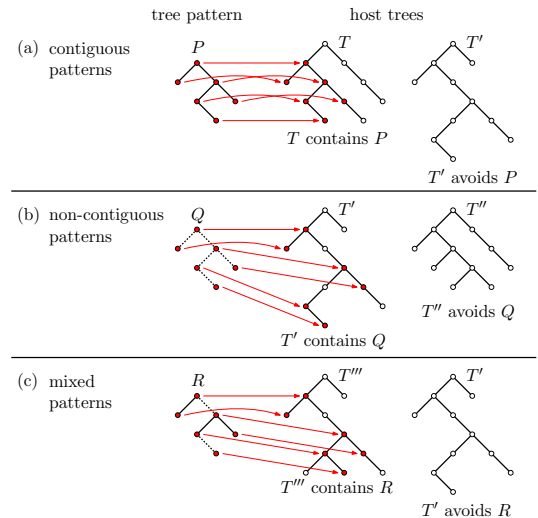 tree pattern host trees
(a) contiguous patterns
P
T
T′
T contains P
T′ avoids P
(b) non-contiguous patterns
Q
T′
T′′
T′′ avoids Q
T′ contains Q
(c) mixed patterns
R
T′′′
T′
T′′′ contains R
T′ avoids R